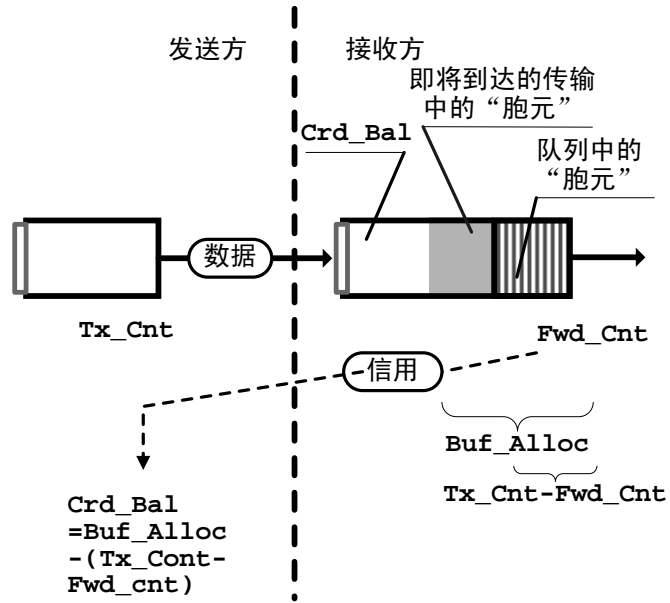 发送方
接收方
即将到达的传输
中的“胞元”
Crd_Bal
队列中的
“胞元”
数据
Tx_Cnt
Fwd_Cnt
信用
Buf_Alloc
Tx_Cnt-Fwd_Cnt
Crd_Bal
=Buf_Alloc
-(Tx_Cont-
Fwd_cnt)